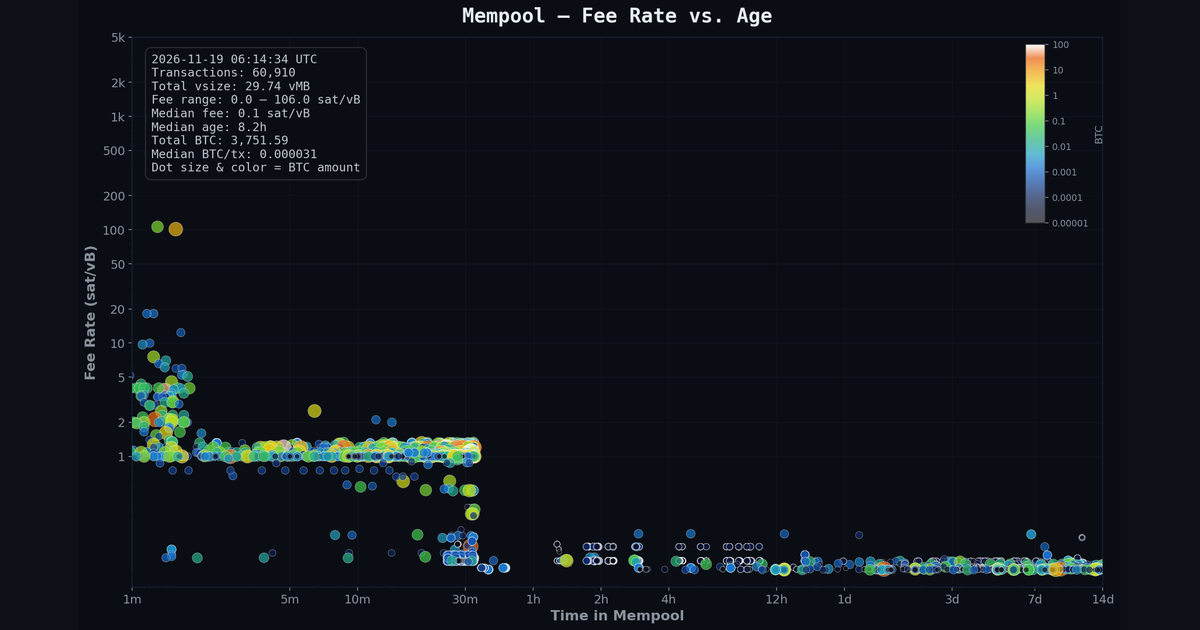 Mempool — Fee Rate vs. Age
2026-11-19 06:14:34 UTC
Transactions: 60,910
Total vsize: 29.74 vMB
Fee range: 0.0 — 106.0 sat/vB
Median fee: 0.1 sat/vB
Median age: 8.2h
Total BTC: 3,751.59
Median BTC/tx: 0.000031
Dot size & color = BTC amount
100
10
1
0.1
0.01
0.001
0.0001
0.00001
BTC
Fee Rate (sat/vB)
5k
2k
1k
500
200
100
50
20
10
5
2
1
1m
5m
10m
30m
1h
2h
4h
12h
1d
3d
7d
14d
Time in Mempool